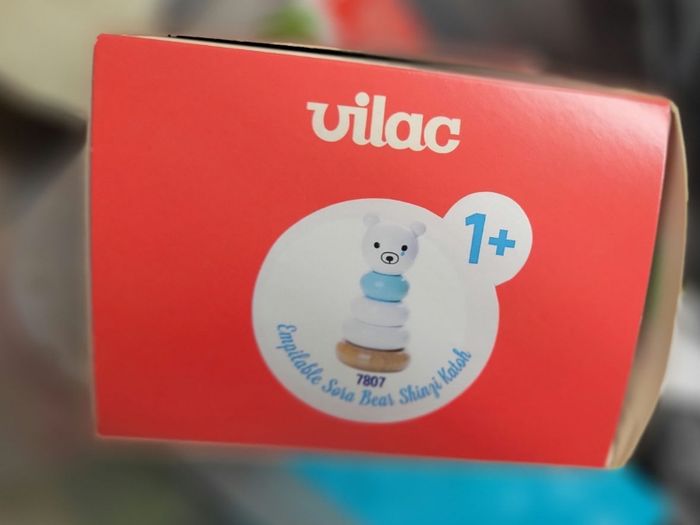 vilac
1+
7807
Empilable Sora Bear Shinzi Katoh